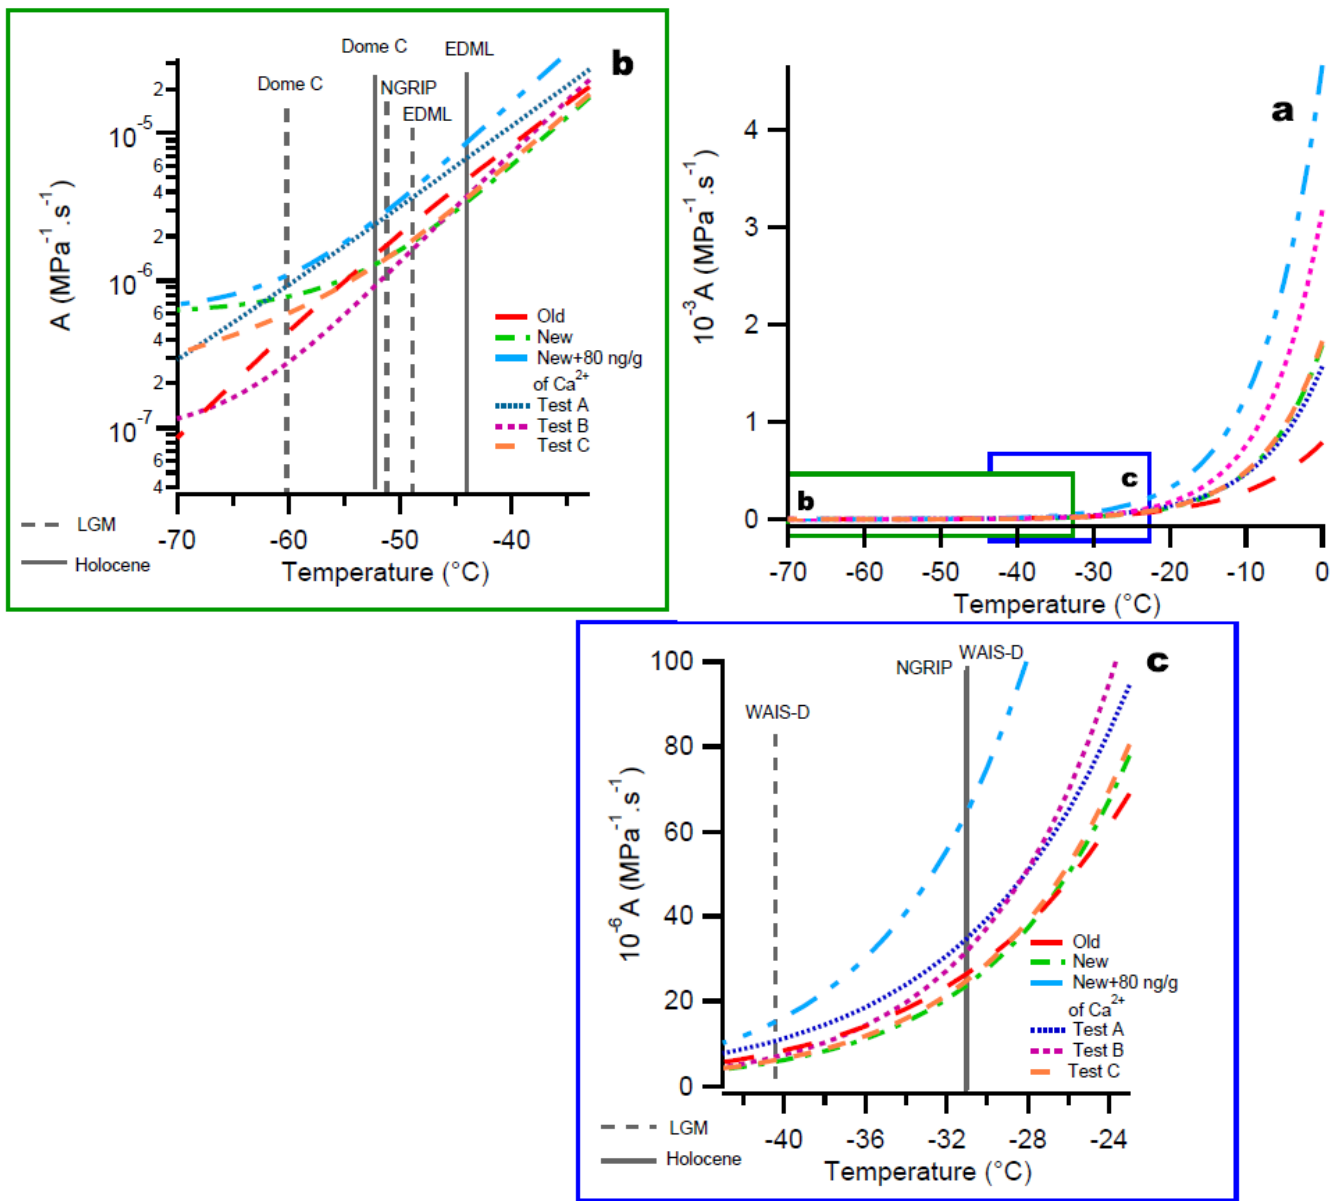 b
Dome C
Dome C
EDML
NGRIP
EDML
A (MPa⁻¹.s⁻¹)
2
10⁻⁵
6
4
2
10⁻⁶
6
4
2
10⁻⁷
6
4
Old
New
New+80 ng/g
of Ca²⁺
Test A
Test B
Test C
-70
-60
-50
-40
Temperature (°C)
LGM
Holocene
a
10⁻³ A (MPa⁻¹.s⁻¹)
4
3
2
1
0
b
c
-70
-60
-50
-40
-30
-20
-10
0
Temperature (°C)
c
WAIS-D
NGRIP
WAIS-D
10⁻⁶ A (MPa⁻¹.s⁻¹)
100
80
60
40
20
0
Old
New
New+80 ng/g
of Ca²⁺
Test A
Test B
Test C
-40
-36
-32
-28
-24
Temperature (°C)
LGM
Holocene